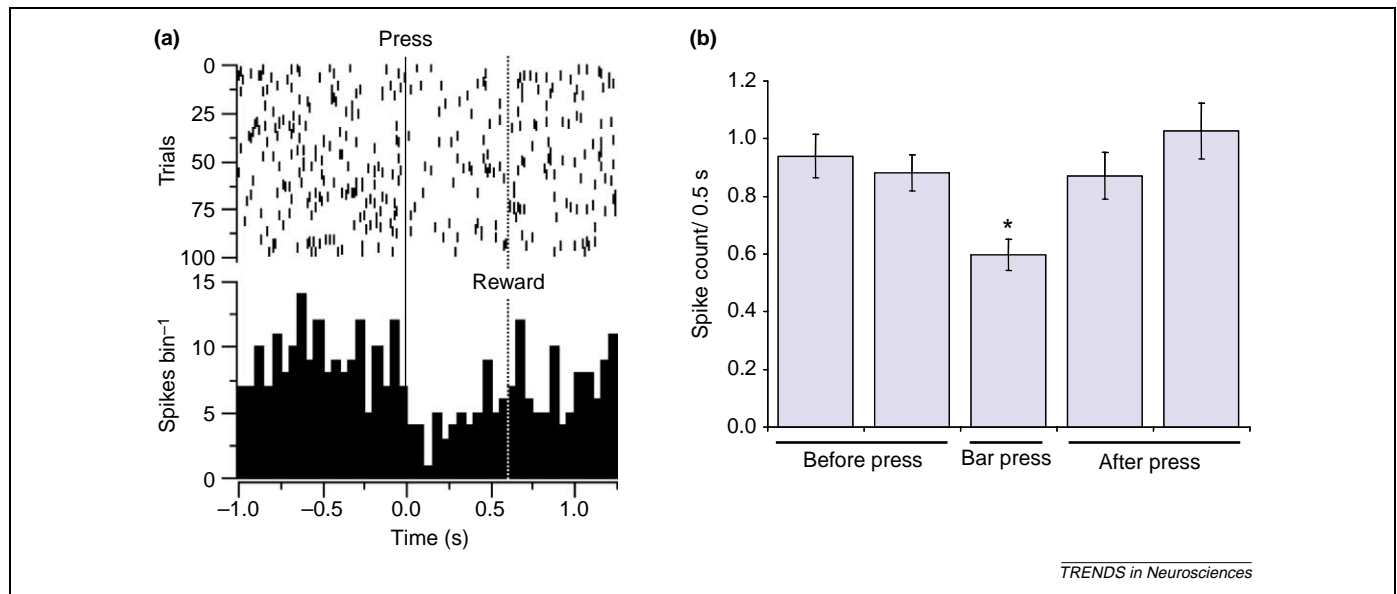 (a)
Press
0
25
50
75
100
Trials
Reward
15
10
5
0
Spikes bin–1
–1.0 –0.5 0.0 0.5 1.0
Time (s)
(b)
1.2
1.0
0.8
0.6
0.4
0.2
0.0
Spike count/ 0.5 s
*
Before press Bar press After press
TRENDS in Neurosciences